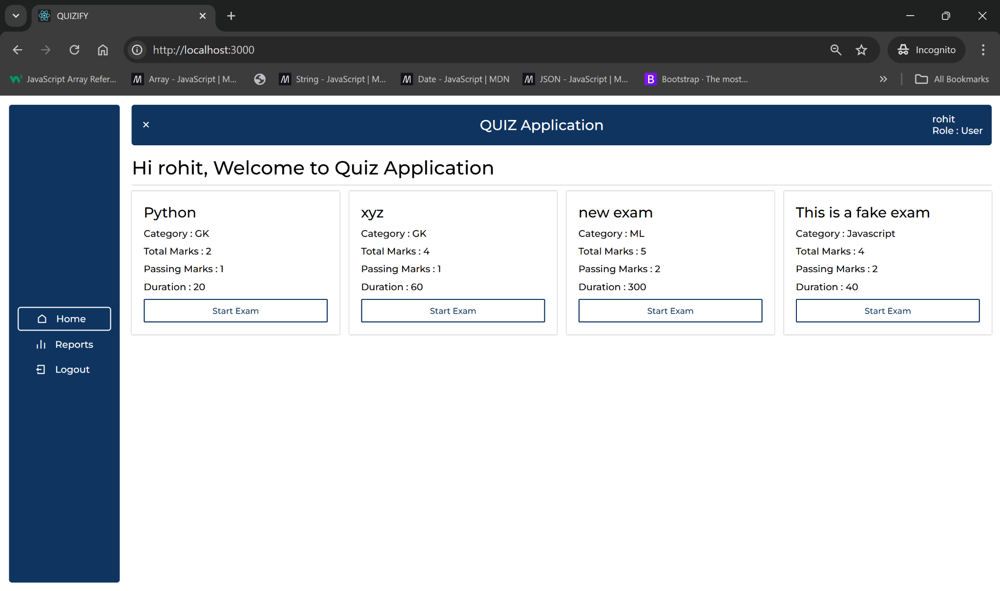 QUIZIFY
http://localhost:3000
Incognito
JavaScript Array Refer...
Array - JavaScript | M...
String - JavaScript | M...
Date - JavaScript | MDN
JSON - JavaScript | M...
B
Bootstrap · The most...
All Bookmarks
QUIZ Application
rohit
Role : User
Home
Reports
Logout
Hi rohit, Welcome to Quiz Application
Python
Category : GK
Total Marks : 2
Passing Marks : 1
Duration : 20
Start Exam
xyz
Category : GK
Total Marks : 4
Passing Marks : 1
Duration : 60
Start Exam
new exam
Category : ML
Total Marks : 5
Passing Marks : 2
Duration : 300
Start Exam
This is a fake exam
Category : Javascript
Total Marks : 4
Passing Marks : 2
Duration : 40
Start Exam